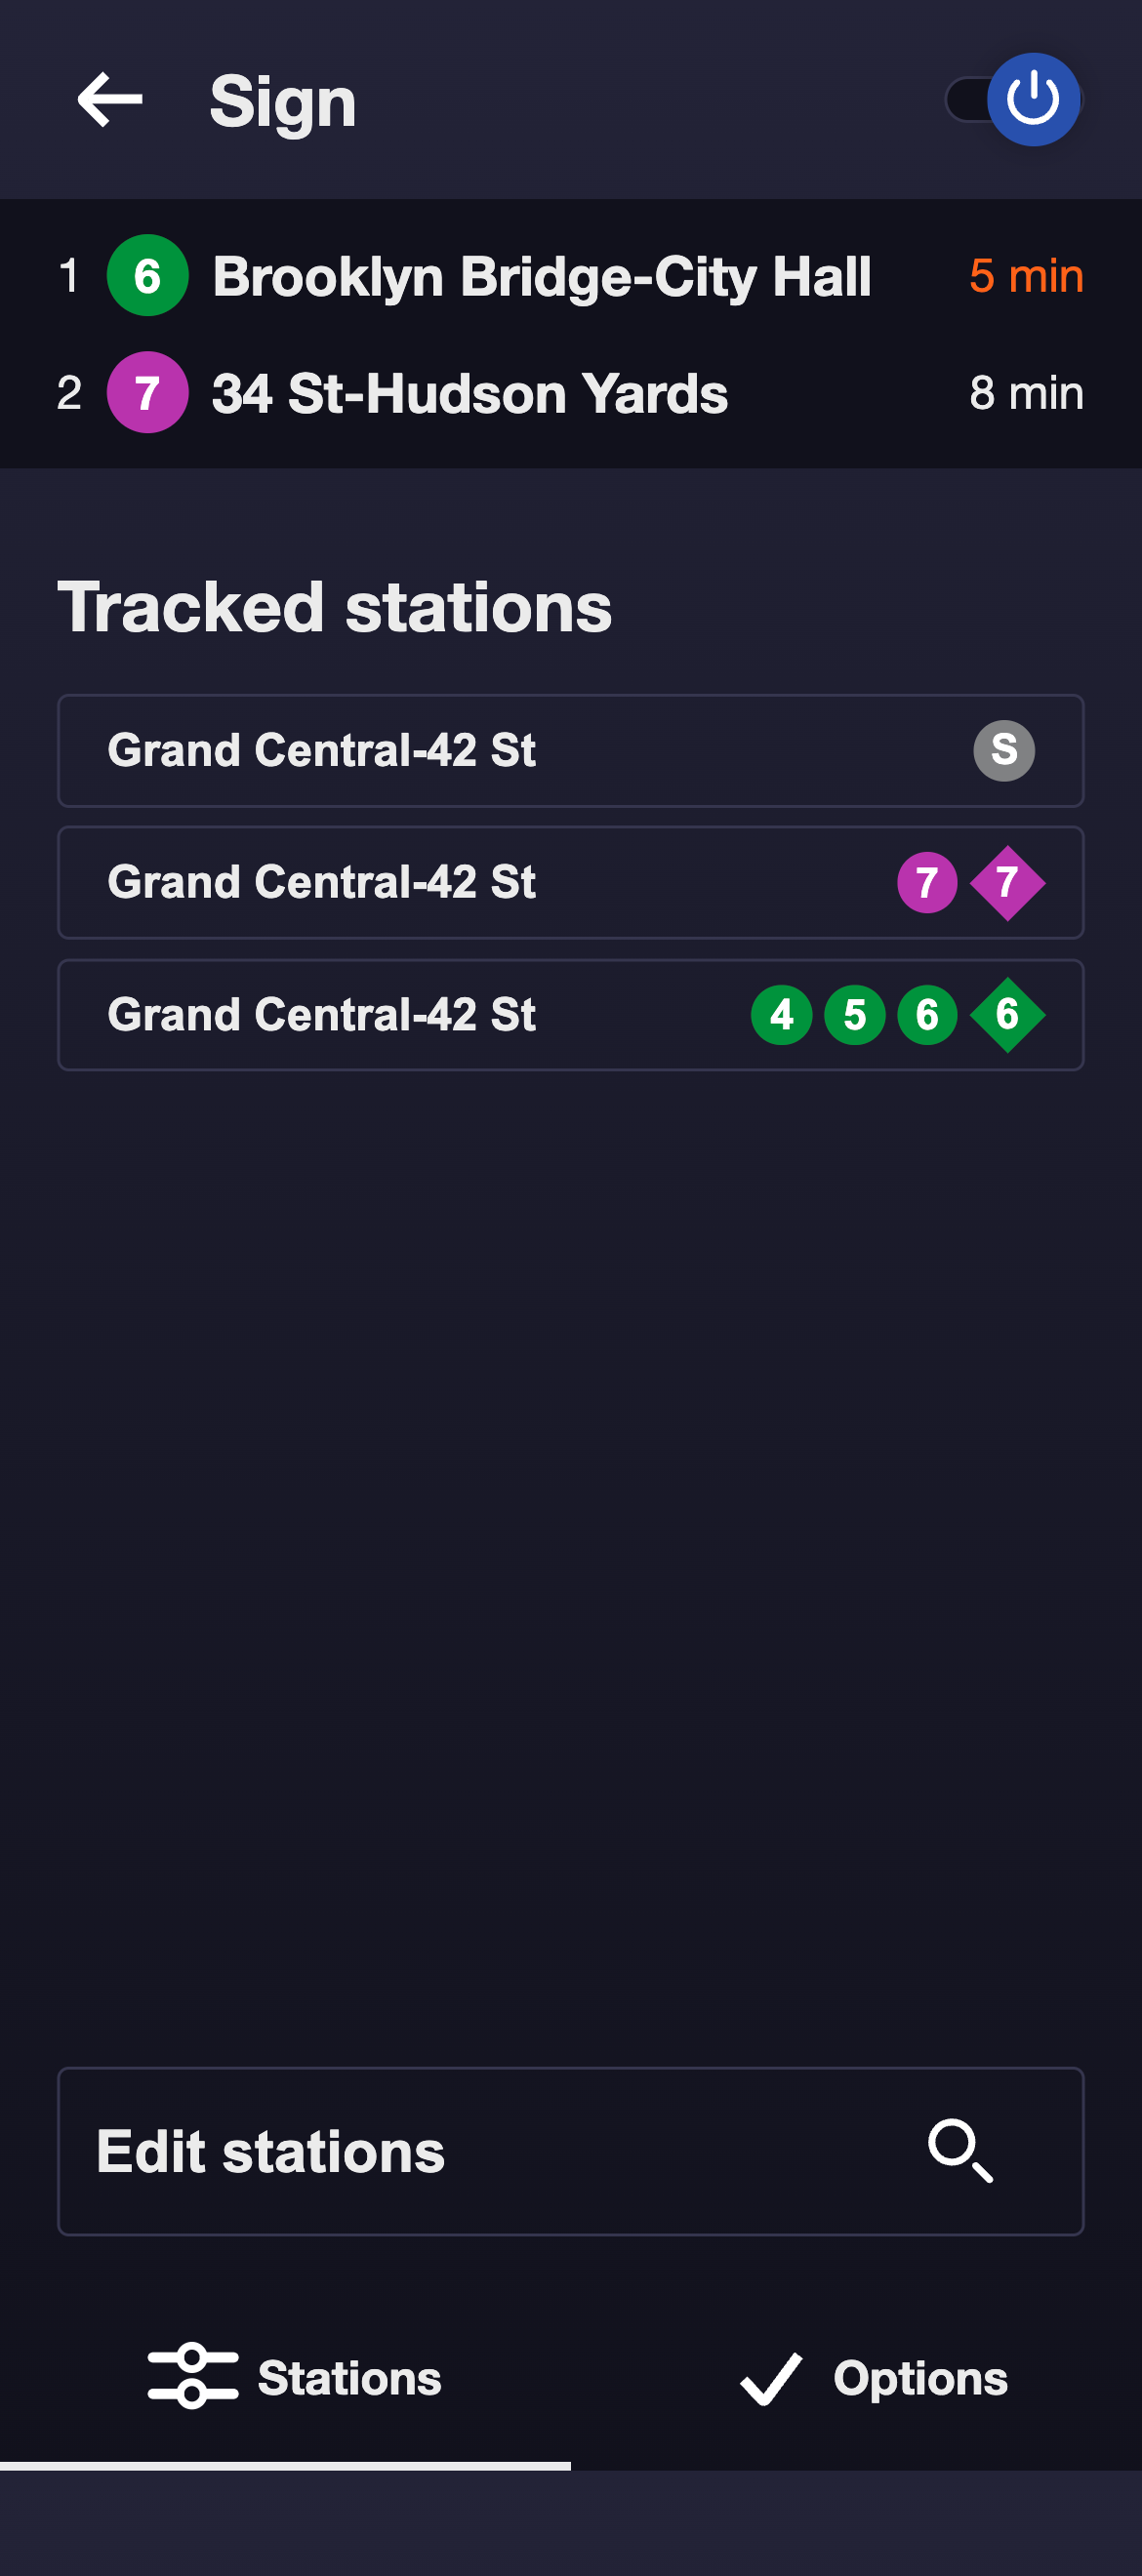 Sign
1 6 Brooklyn Bridge-City Hall 5 min
2 7 34 St-Hudson Yards 8 min
Tracked stations
Grand Central-42 St S
Grand Central-42 St 7 7
Grand Central-42 St 4 5 6 6
Edit stations
Stations Options